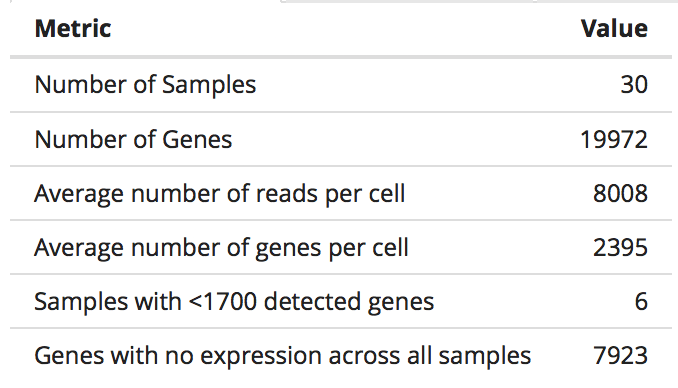 Metric Value
Number of Samples 30
Number of Genes 19972
Average number of reads per cell 8008
Average number of genes per cell 2395
Samples with <1700 detected genes 6
Genes with no expression across all samples 7923